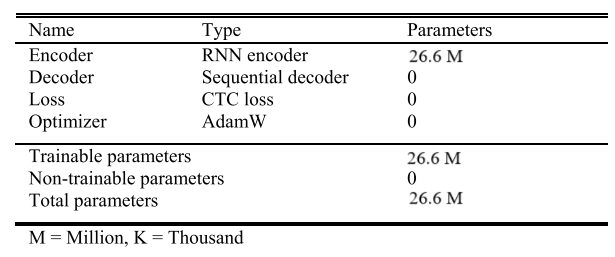 Name Type Parameters
Encoder RNN encoder 26.6 M
Decoder Sequential decoder 0
Loss CTC loss 0
Optimizer AdamW 0
Trainable parameters 26.6 M
Non-trainable parameters 0
Total parameters 26.6 M
M = Million, K = Thousand